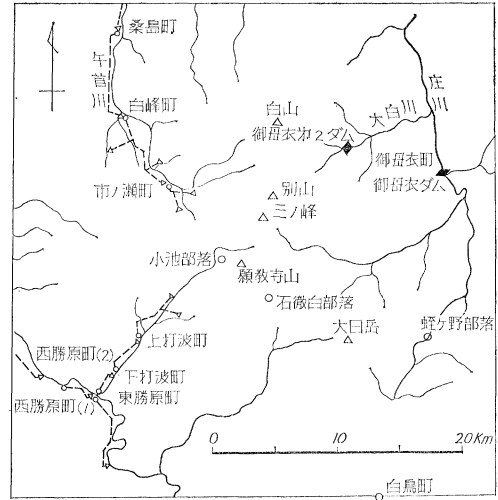 桑島町
牛首川
白峰町
白山
大白川
庄川
御母衣第2ダム
御母衣町
御母衣ダム
市ノ瀬町
別山
三ノ峰
小池部落
願教寺山
石徹白部落
大日岳
蛭ヶ野部落
上打波町
西勝原町(2)
下打波町
東勝原町
西勝原町(1)
0 10 20Km
白鳥町